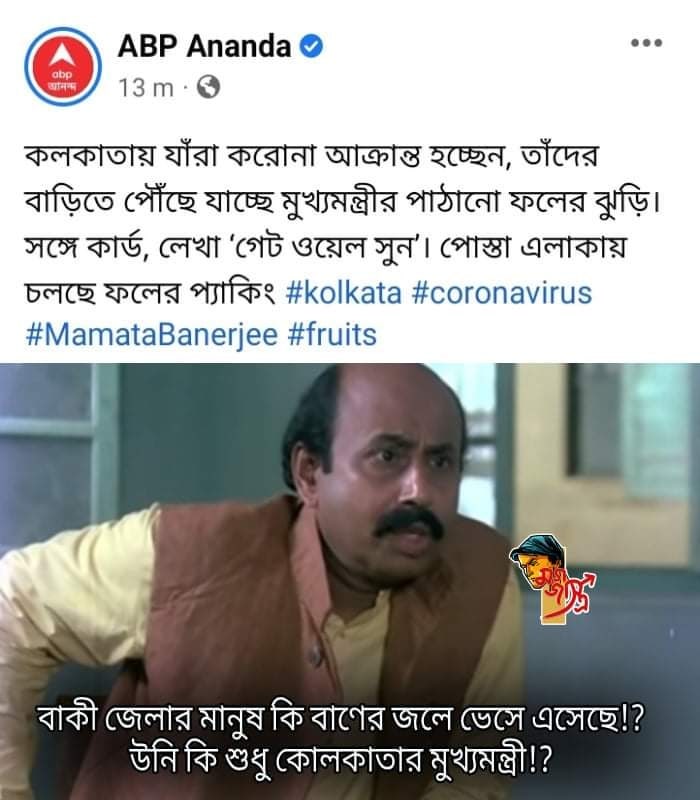 ABP Ananda
abp
আনন্দ
13 m ·
কলকাতায় যাঁরা করোনা আক্রান্ত হচ্ছেন, তাঁদের
বাড়িতে পৌঁছে যাচ্ছে মুখ্যমন্ত্রীর পাঠানো ফলের ঝুড়ি।
সঙ্গে কার্ড, লেখা ‘গেট ওয়েল সুন’। পোস্তা এলাকায়
চলছে ফলের প্যাকিং #kolkata #coronavirus
#MamataBanerjee #fruits
বাকী জেলার মানুষ কি বাণের জলে ভেসে এসেছে!?
উনি কি শুধু কোলকাতার মুখ্যমন্ত্রী!?